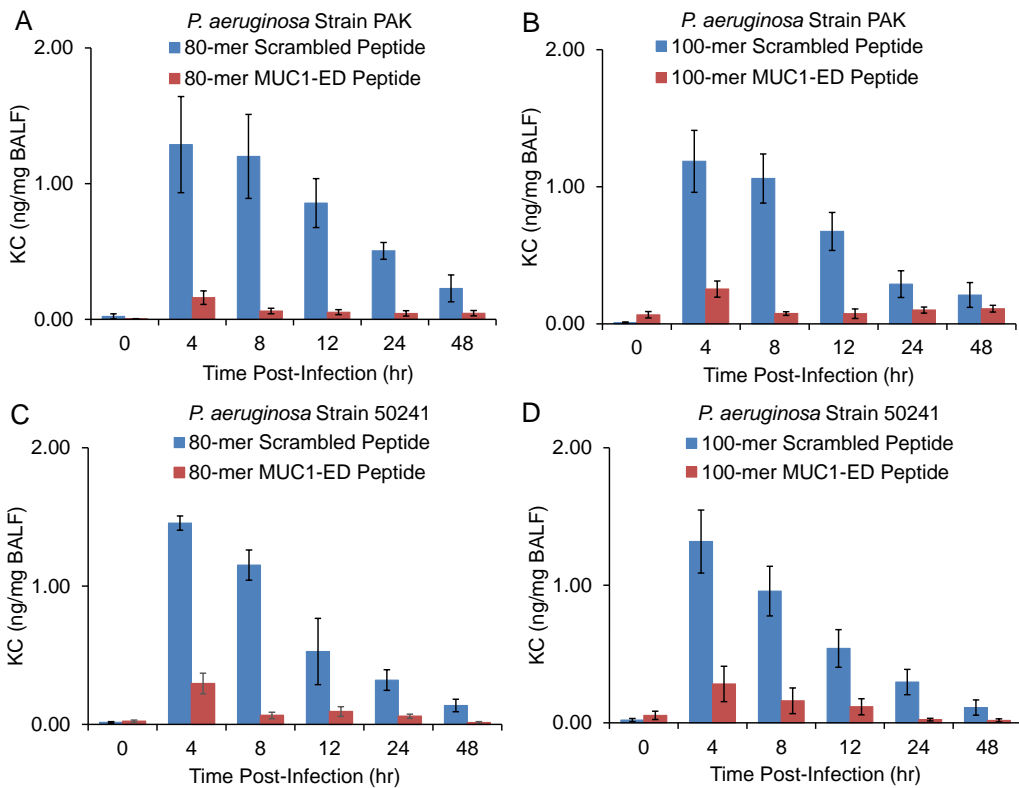 A
P. aeruginosa Strain PAK
80-mer Scrambled Peptide
80-mer MUC1-ED Peptide
KC (ng/mg BALF)
2.00
1.00
0.00
0 4 8 12 24 48
Time Post-Infection (hr)
B
P. aeruginosa Strain PAK
100-mer Scrambled Peptide
100-mer MUC1-ED Peptide
KC (ng/mg BALF)
2.00
1.00
0.00
0 4 8 12 24 48
Time Post-Infection (hr)
C
P. aeruginosa Strain 50241
80-mer Scrambled Peptide
80-mer MUC1-ED Peptide
KC (ng/mg BALF)
2.00
1.00
0.00
0 4 8 12 24 48
Time Post-Infection (hr)
D
P. aeruginosa Strain 50241
100-mer Scrambled Peptide
100-mer MUC1-ED Peptide
KC (ng/mg BALF)
2.00
1.00
0.00
0 4 8 12 24 48
Time Post-Infection (hr)